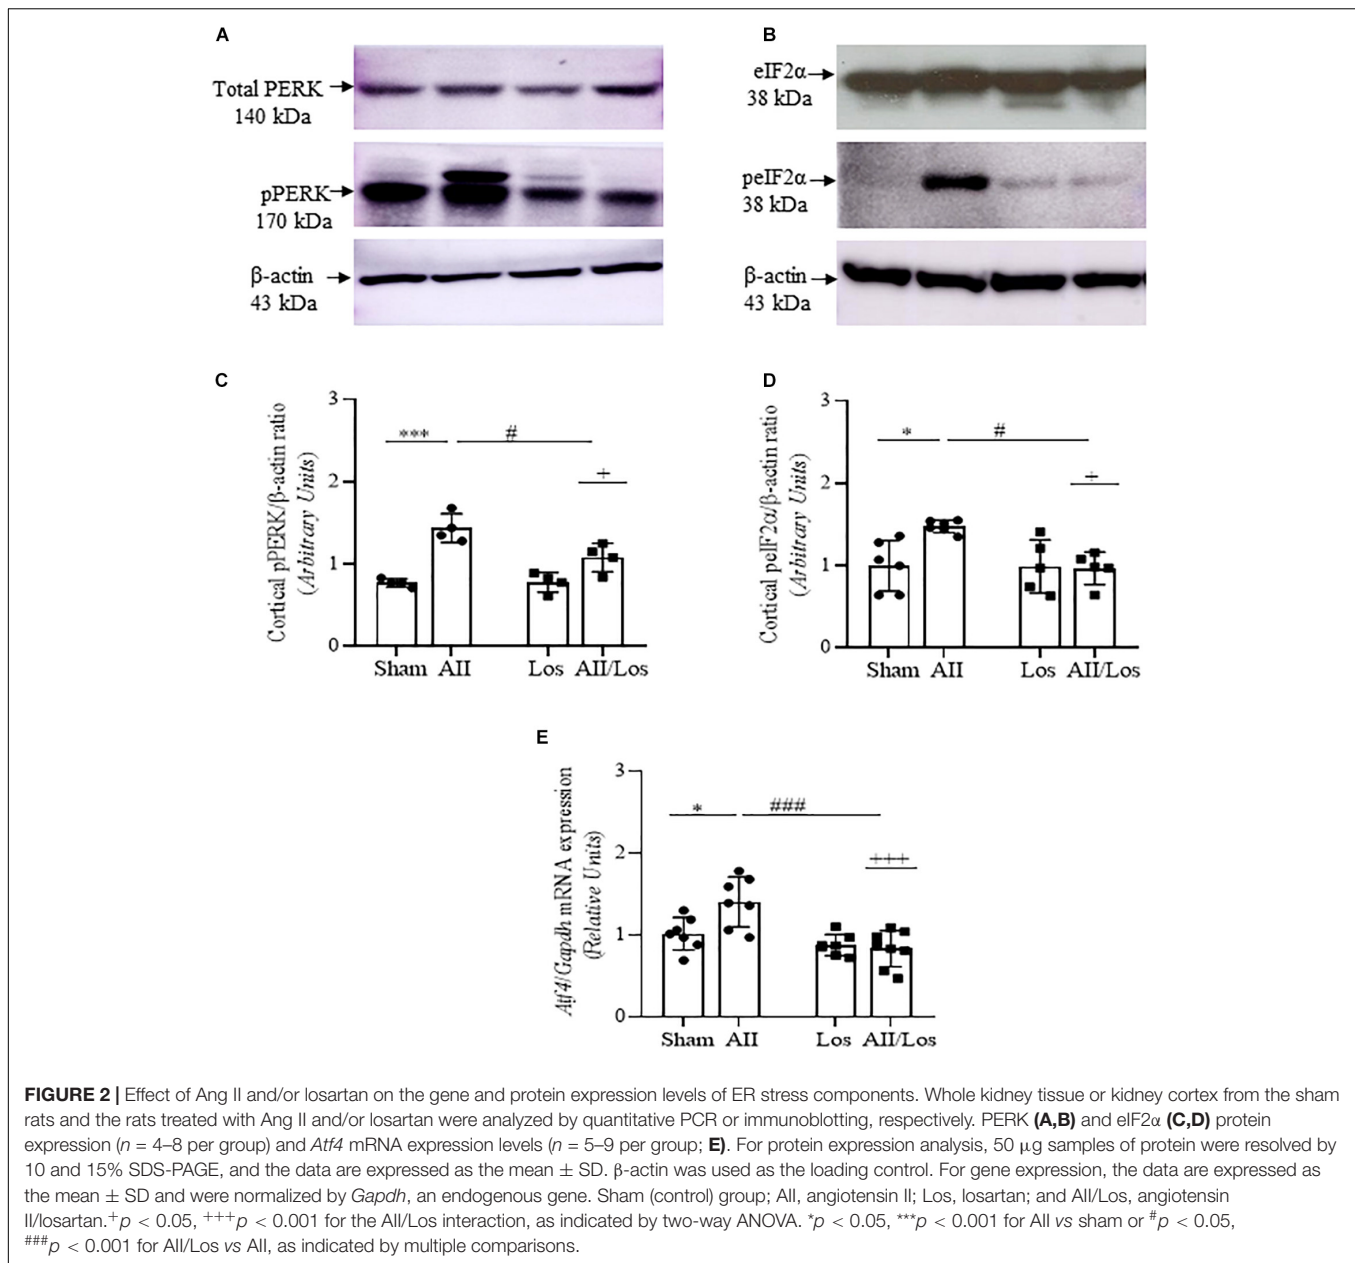 A
Total PERK
140 kDa
pPERK
170 kDa
β-actin
43 kDa
B
eIF2α
38 kDa
peIF2α
38 kDa
β-actin
43 kDa
C
Cortical pPERK/β-actin ratio
(Arbitrary Units)
3
2
1
0
***
#
+
Sham AII Los AII/Los
D
Cortical peIF2α/β-actin ratio
(Arbitrary Units)
3
2
1
0
*
#
+
Sham AII Los AII/Los
E
Atf4/Gapdh mRNA expression
(Relative Units)
3
2
1
0
*
###
+++
Sham AII Los AII/Los
FIGURE 2 | Effect of Ang II and/or losartan on the gene and protein expression levels of ER stress components. Whole kidney tissue or kidney cortex from the sham
rats and the rats treated with Ang II and/or losartan were analyzed by quantitative PCR or immunoblotting, respectively. PERK (A,B) and eIF2α (C,D) protein
expression (n = 4–8 per group) and Atf4 mRNA expression levels (n = 5–9 per group; E). For protein expression analysis, 50 μg samples of protein were resolved by
10 and 15% SDS-PAGE, and the data are expressed as the mean ± SD. β-actin was used as the loading control. For gene expression, the data are expressed as
the mean ± SD and were normalized by Gapdh, an endogenous gene. Sham (control) group; AII, angiotensin II; Los, losartan; and AII/Los, angiotensin
II/losartan.+p < 0.05, +++p < 0.001 for the AII/Los interaction, as indicated by two-way ANOVA. *p < 0.05, ***p < 0.001 for AII vs sham or #p < 0.05,
###p < 0.001 for AII/Los vs AII, as indicated by multiple comparisons.